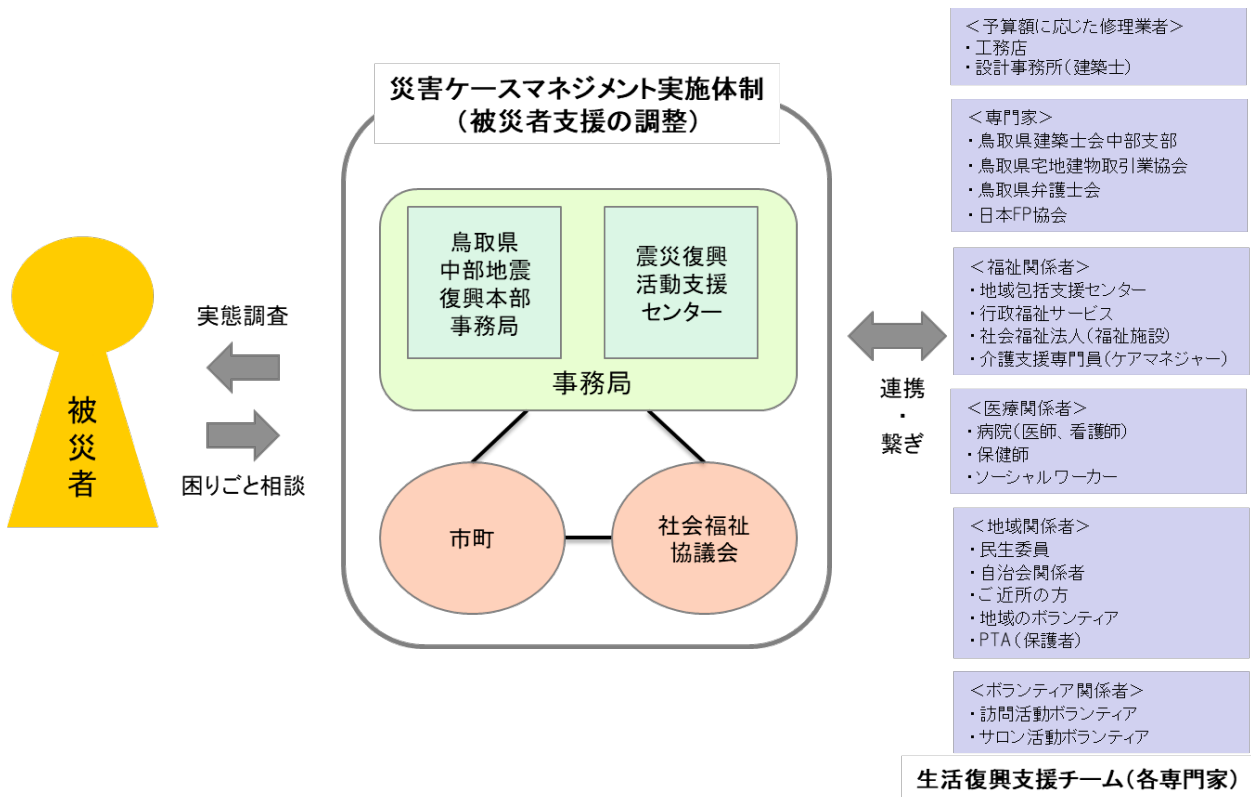 災害ケースマネジメント実施体制
（被災者支援の調整）
鳥取県
中部地震
復興本部
事務局
震災復興
活動支援
センター
事務局
市町
社会福祉
協議会
被災者
実態調査
困りごと相談
連携
・
繋ぎ
＜予算額に応じた修理業者＞
・工務店
・設計事務所（建築士）
＜専門家＞
・鳥取県建築士会中部支部
・鳥取県宅地建物取引業協会
・鳥取県弁護士会
・日本FP協会
＜福祉関係者＞
・地域包括支援センター
・行政福祉サービス
・社会福祉法人（福祉施設）
・介護支援専門員（ケアマネジャー）
＜医療関係者＞
・病院（医師、看護師）
・保健師
・ソーシャルワーカー
＜地域関係者＞
・民生委員
・自治会関係者
・ご近所の方
・地域のボランティア
・PTA（保護者）
＜ボランティア関係者＞
・訪問活動ボランティア
・サロン活動ボランティア
生活復興支援チーム（各専門家）